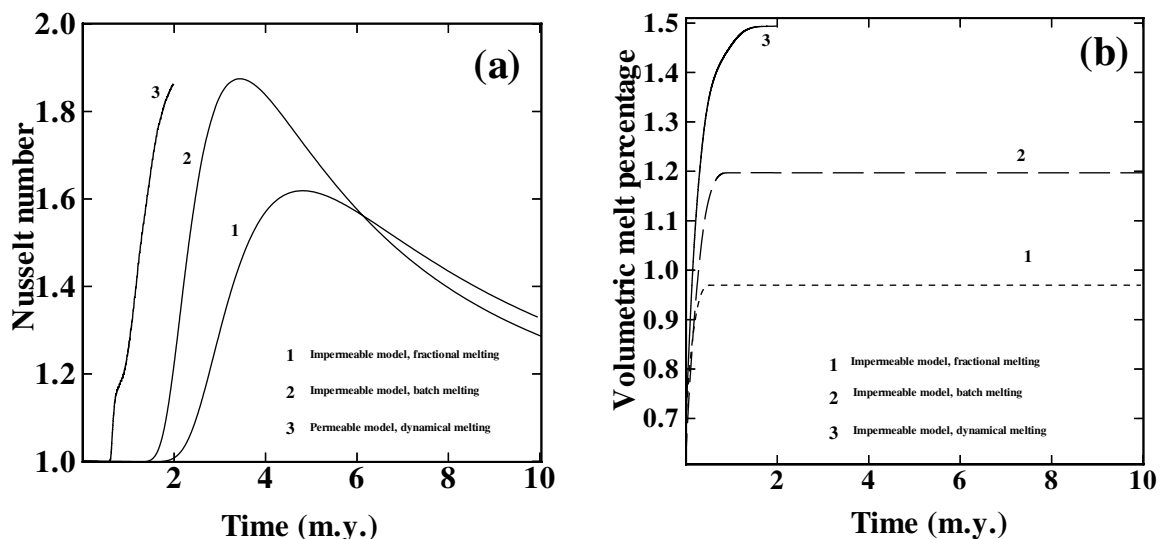 (a)
Nusselt number
2.0
1.8
1.6
1.4
1.2
1.0
3
2
1
1 Impermeable model, fractional melting
2 Impermeable model, batch melting
3 Permeable model, dynamical melting
2 4 6 8 10
Time (m.y.)
(b)
Volumetric melt percentage
1.5
1.4
1.3
1.2
1.1
1.0
0.9
0.8
0.7
3
2
1
1 Impermeable model, fractional melting
2 Impermeable model, batch melting
3 Impermeable model, dynamical melting
2 4 6 8 10
Time (m.y.)